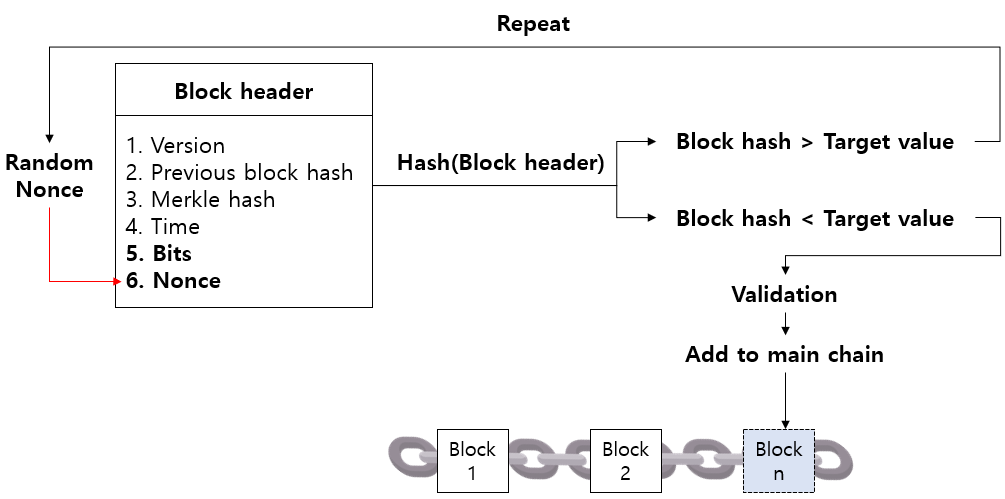 Repeat
Block header
1. Version
2. Previous block hash
3. Merkle hash
4. Time
5. Bits
6. Nonce
Random
Nonce
Hash(Block header)
Block hash > Target value
Block hash < Target value
Validation
Add to main chain
Block
1
Block
2
Block
n